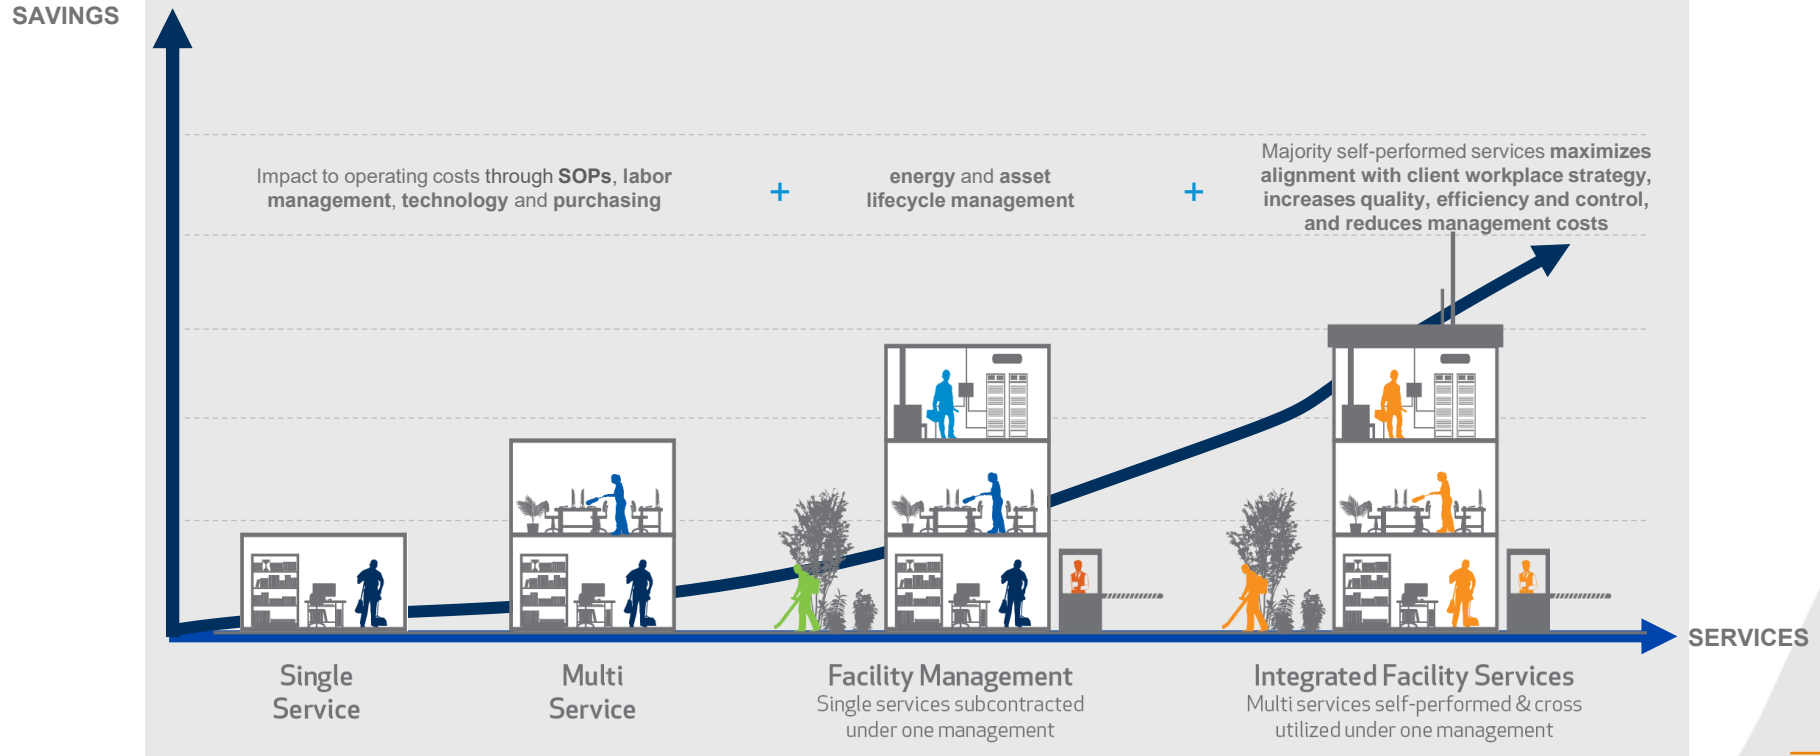 SAVINGS
Impact to operating costs through SOPs, labor
management, technology and purchasing
+
energy and asset
lifecycle management
+
Majority self-performed services maximizes
alignment with client workplace strategy,
increases quality, efficiency and control,
and reduces management costs
SERVICES
Single
Service
Multi
Service
Facility Management
Single services subcontracted
under one management
Integrated Facility Services
Multi services self-performed & cross
utilized under one management